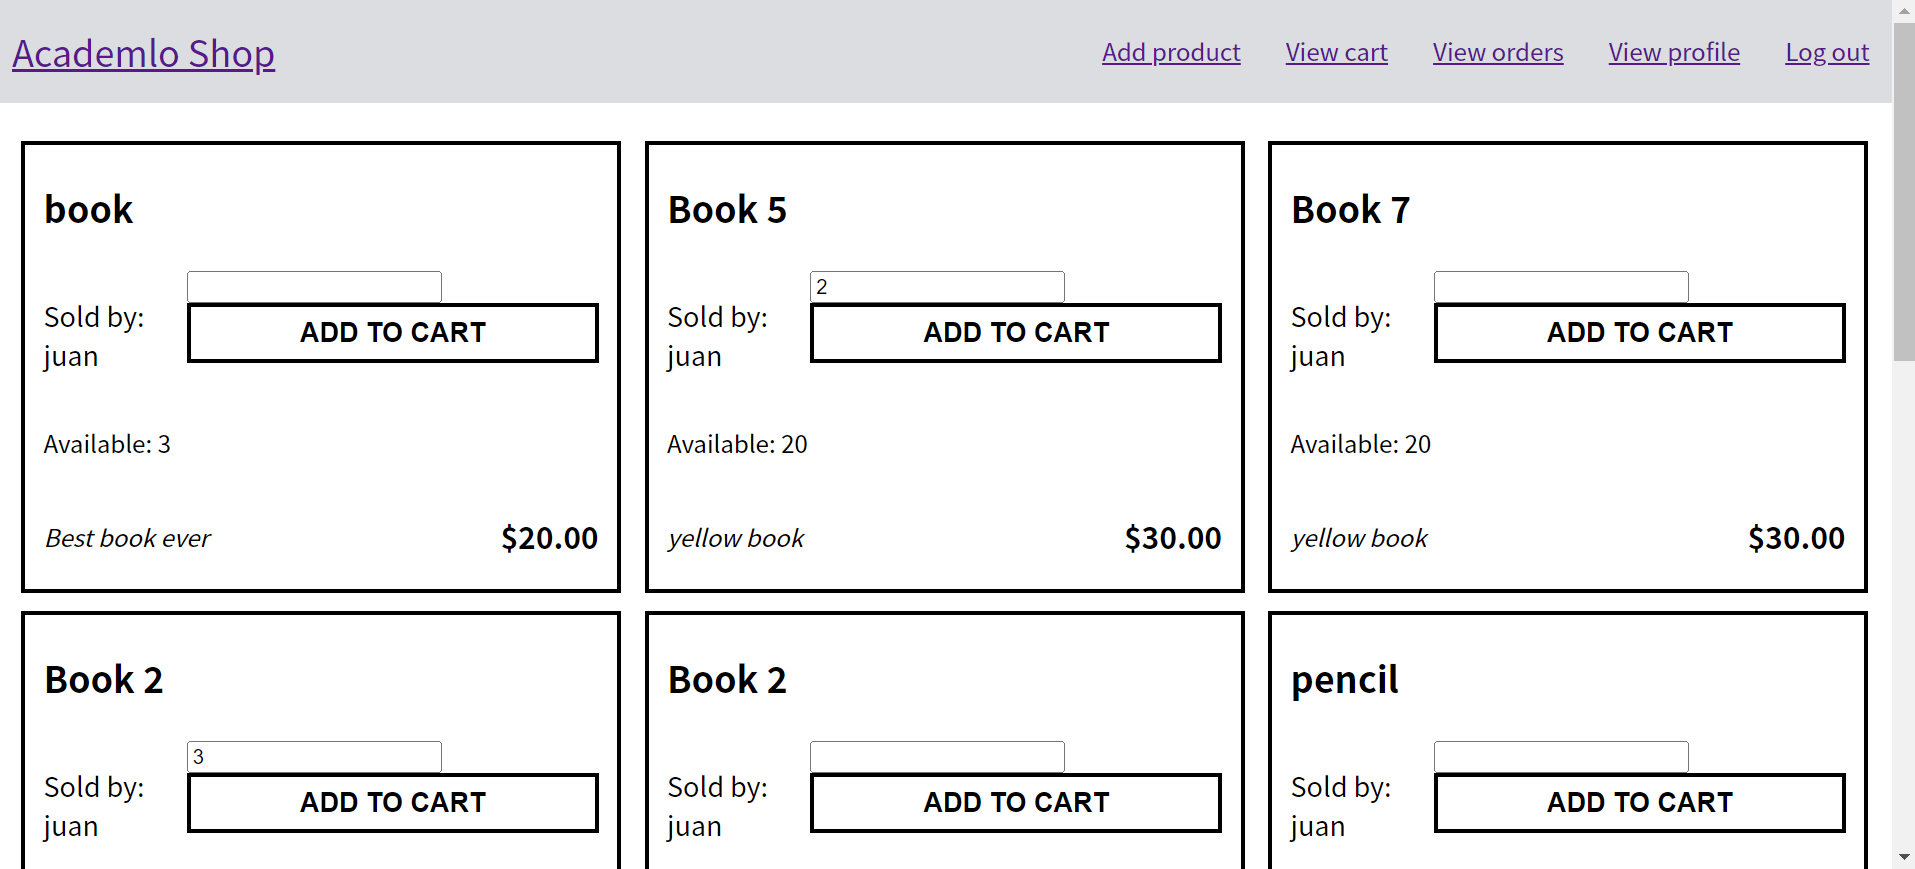 Academlo Shop
Add product
View cart
View orders
View profile
Log out
book
Sold by:
juan
ADD TO CART
Available: 3
Best book ever
$20.00
Book 5
2
Sold by:
juan
ADD TO CART
Available: 20
yellow book
$30.00
Book 7
Sold by:
juan
ADD TO CART
Available: 20
yellow book
$30.00
Book 2
3
Sold by:
juan
ADD TO CART
Book 2
Sold by:
juan
ADD TO CART
pencil
Sold by:
juan
ADD TO CART